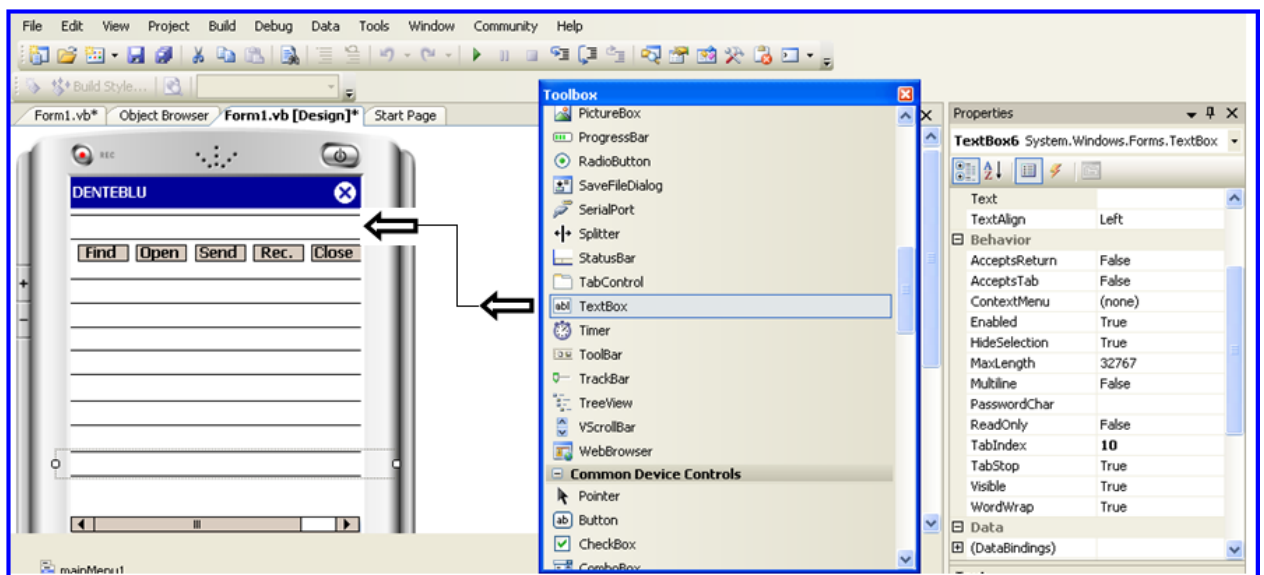 File Edit View Project Build Debug Data Tools Window Community Help
Build Style...
Form1.vb* Object Browser Form1.vb [Design]* Start Page
REC
DENTEBLU
Find Open Send Rec. Close
+
-
mainMenu1
Toolbox
PictureBox
ProgressBar
RadioButton
SaveFileDialog
SerialPort
Splitter
StatusBar
TabControl
abl TextBox
Timer
ToolBar
TrackBar
TreeView
VScrollBar
WebBrowser
Common Device Controls
Pointer
ab Button
CheckBox
ComboBox
Properties
TextBox6 System.Windows.Forms.TextBox
Text
TextAlign Left
Behavior
AcceptsReturn False
AcceptsTab False
ContextMenu (none)
Enabled True
HideSelection True
MaxLength 32767
Multiline False
PasswordChar
ReadOnly False
TabIndex 10
TabStop True
Visible True
WordWrap True
Data
(DataBindings)